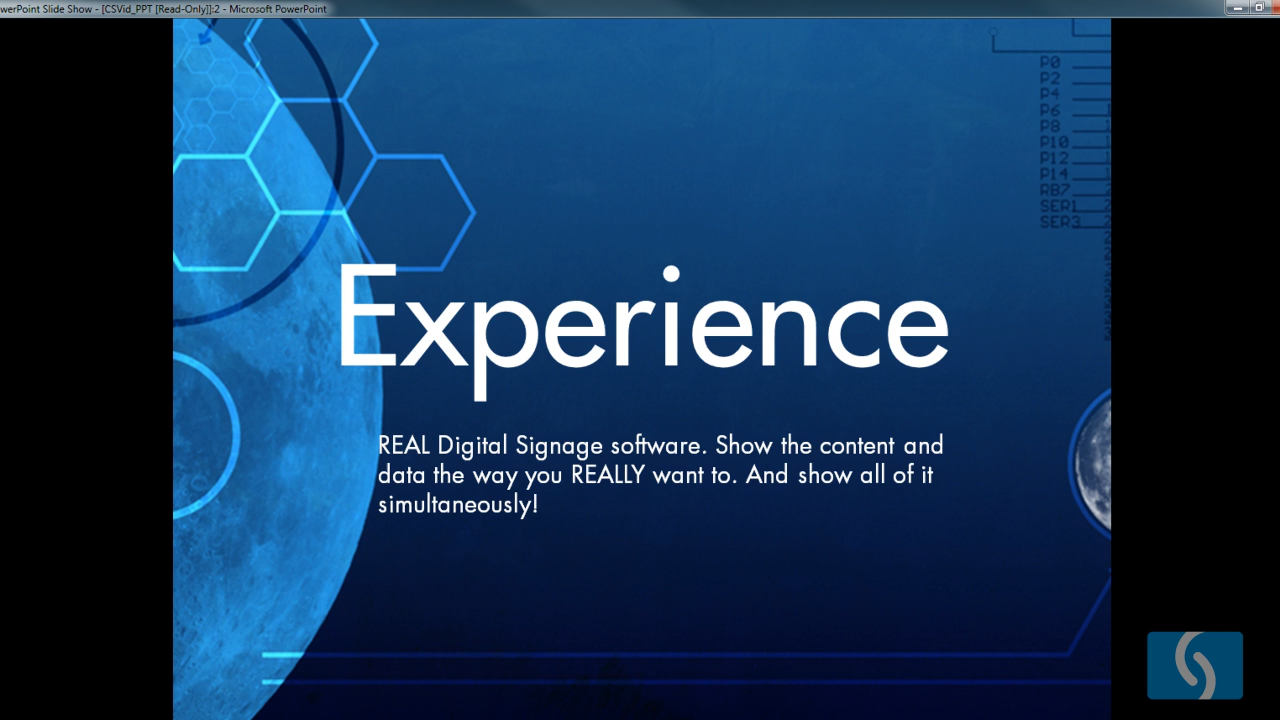 werPoint Slide Show - [CSVid_PPT [Read-Only]]:2 - Microsoft PowerPoint
P0
P2
P4
P6
P8
P10
P12
P14
RB7
SER1
SER3
Experience
REAL Digital Signage software. Show the content and
data the way you REALLY want to. And show all of it
simultaneously!